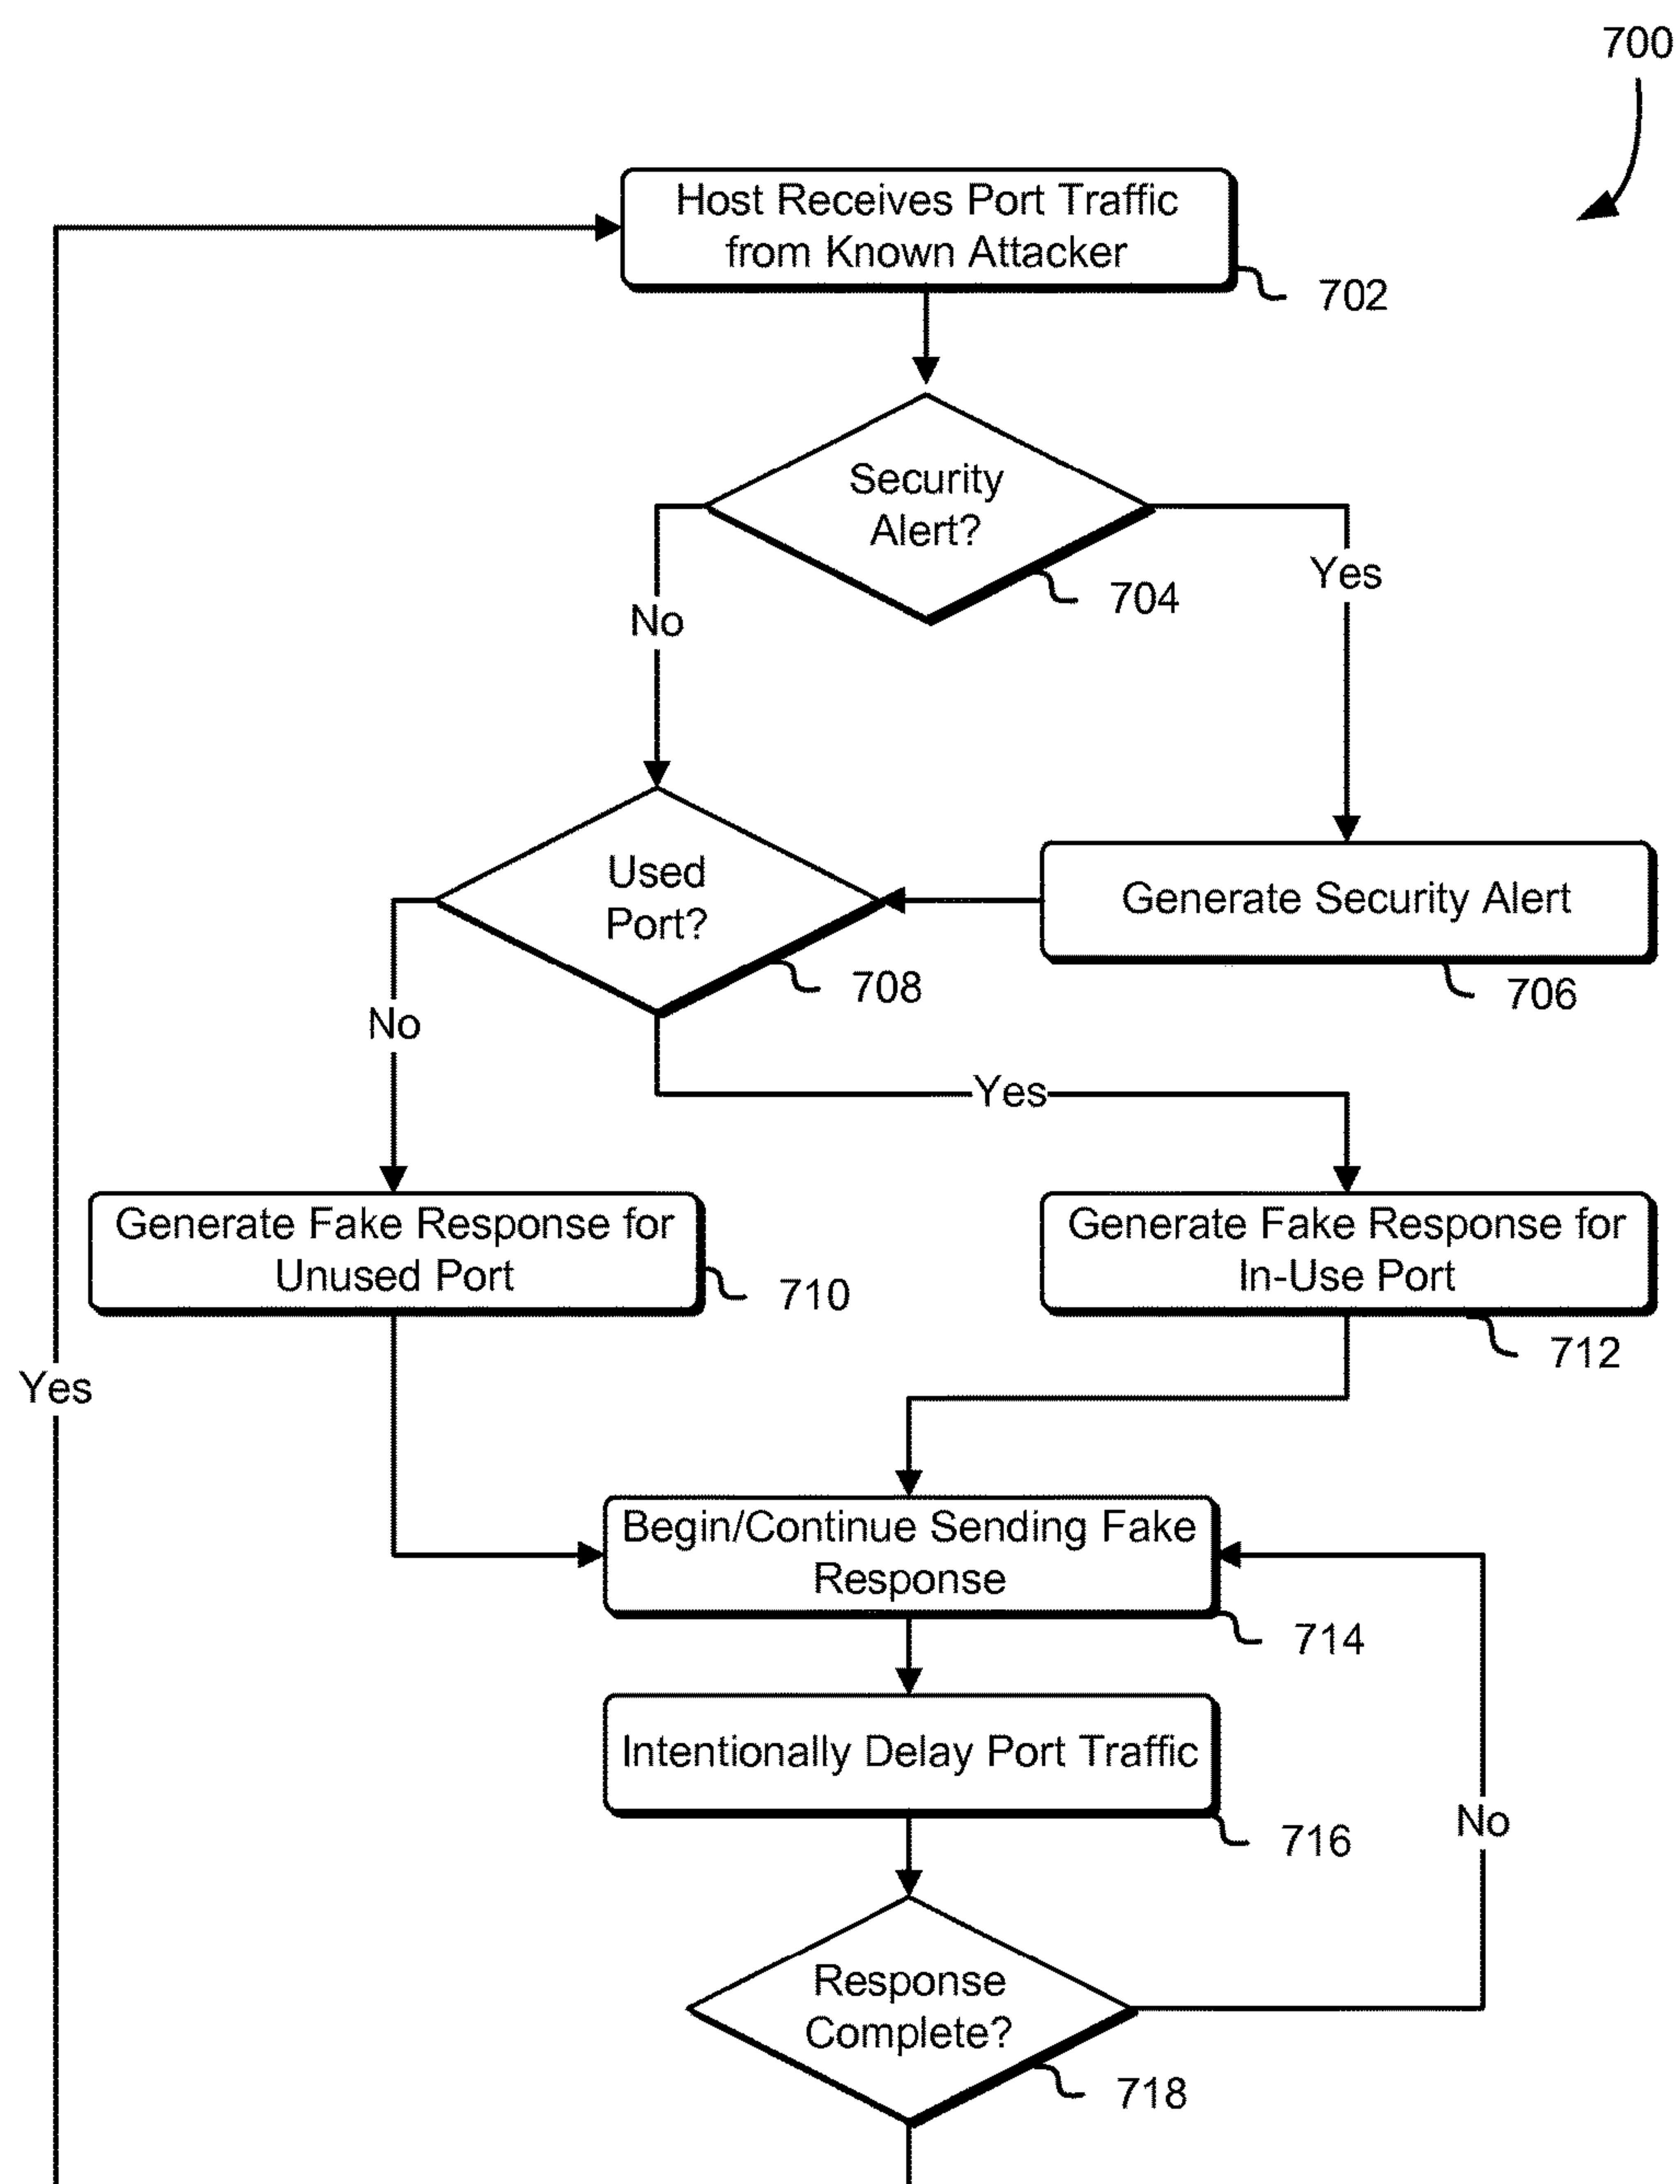 700
Host Receives Port Traffic
from Known Attacker
702
Security
Alert?
704
Yes
No
Used
Port?
708
Generate Security Alert
706
No
Yes
Generate Fake Response for
Unused Port
710
Generate Fake Response for
In-Use Port
712
Yes
Begin/Continue Sending Fake
Response
714
Intentionally Delay Port Traffic
716
No
Response
Complete?
718